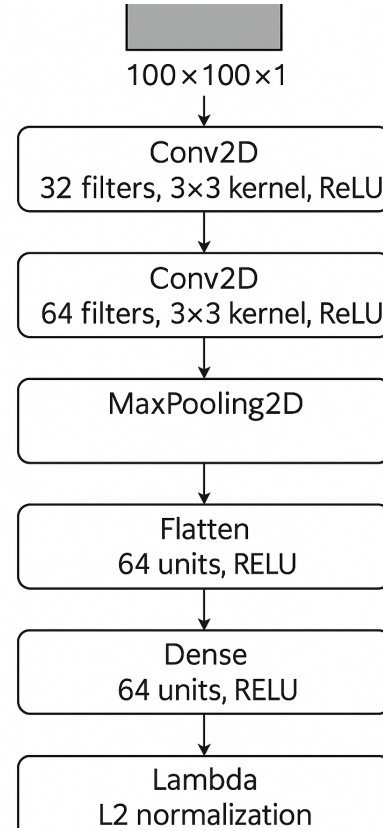 100×100×1
Conv2D
32 filters, 3×3 kernel, ReLU
Conv2D
64 filters, 3×3 kernel, ReLU
MaxPooling2D
Flatten
64 units, RELU
Dense
64 units, RELU
Lambda
L2 normalization